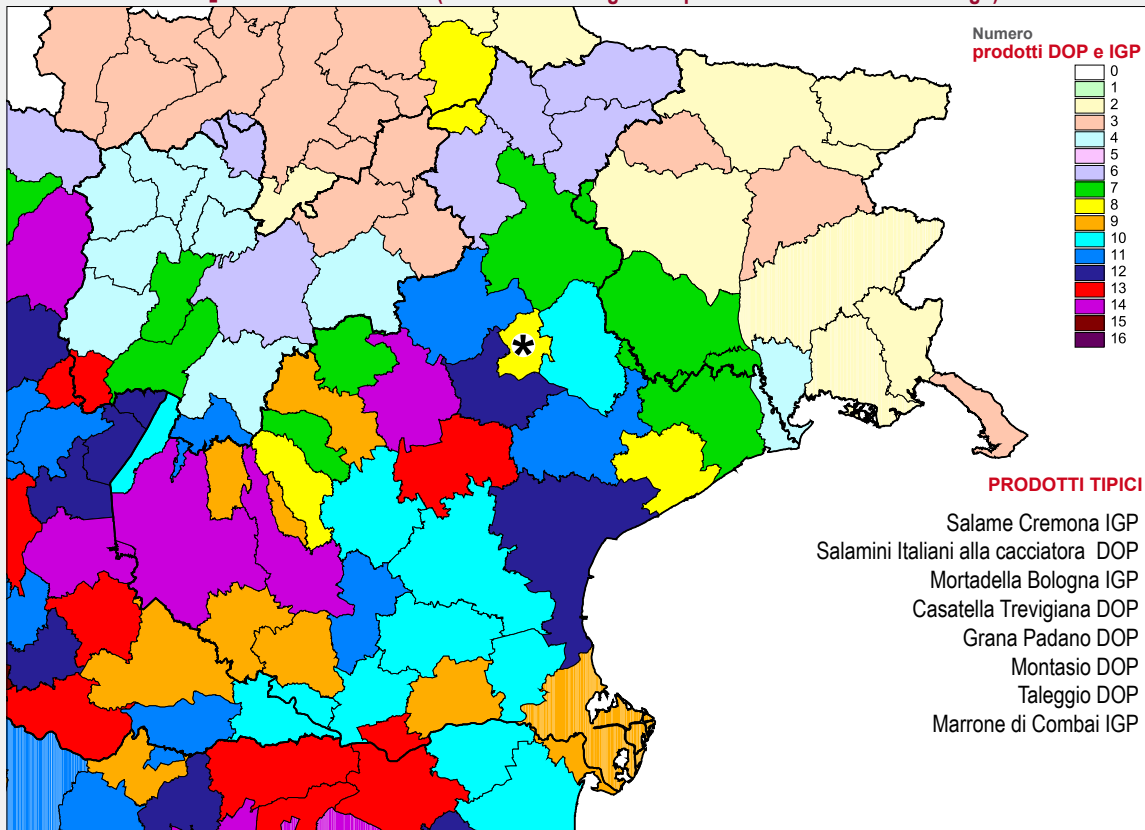 Numero
prodotti DOP e IGP
0
1
2
3
4
5
6
7
8
9
10
11
12
13
14
15
16
*
PRODOTTI TIPICI
Salame Cremona IGP
Salamini Italiani alla cacciatora DOP
Mortadella Bologna IGP
Casatella Trevigiana DOP
Grana Padano DOP
Montasio DOP
Taleggio DOP
Marrone di Combai IGP